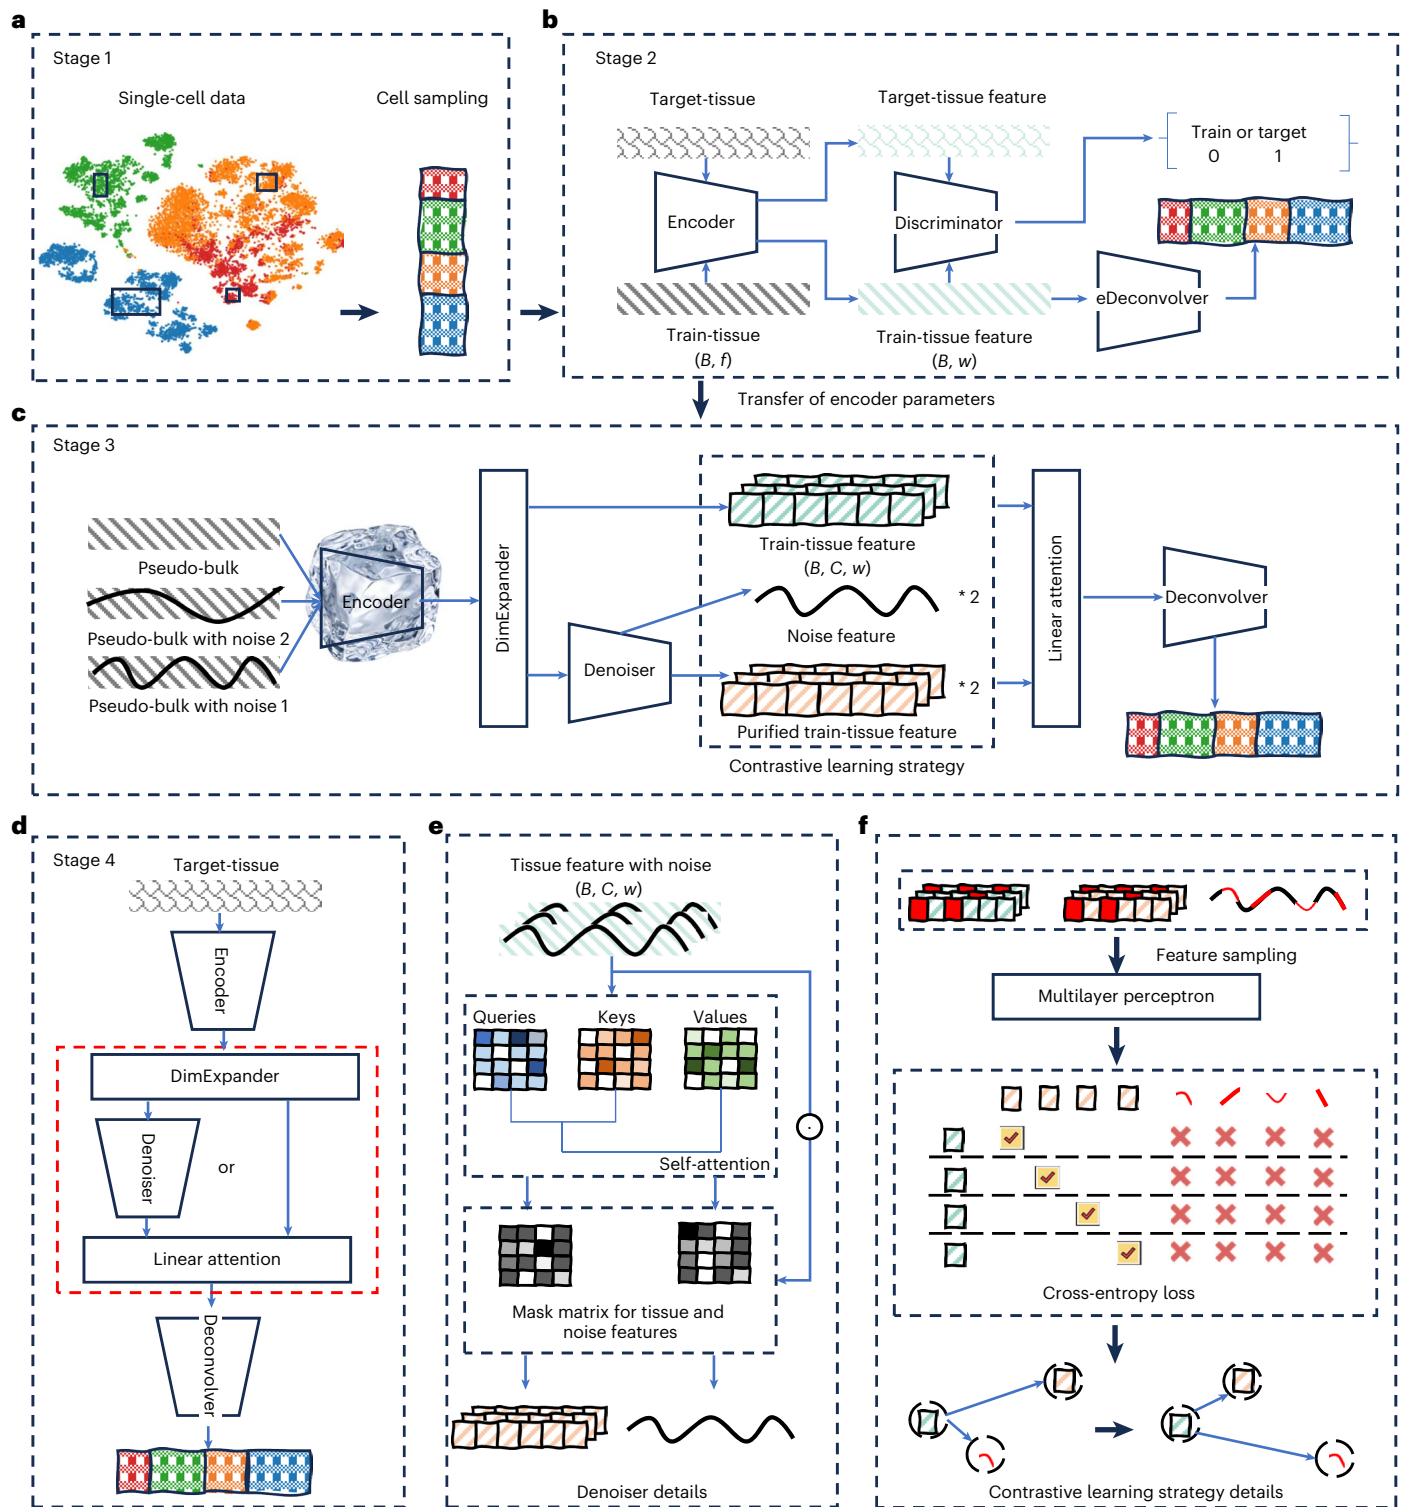 a
Stage 1
Single-cell data
Cell sampling
b
Stage 2
Target-tissue
Target-tissue feature
Train or target
0 1
Encoder
Discriminator
eDeconvolver
Train-tissue
(B, f)
Train-tissue feature
(B, w)
Transfer of encoder parameters
c
Stage 3
Pseudo-bulk
Pseudo-bulk with noise 2
Pseudo-bulk with noise 1
Encoder
DimExpander
Denoiser
Train-tissue feature
(B, C, w)
* 2
Noise feature
* 2
Purified train-tissue feature
Contrastive learning strategy
Linear attention
Deconvolver
d
Stage 4
Target-tissue
Encoder
DimExpander
Denoiser
or
Linear attention
Deconvolver
e
Tissue feature with noise
(B, C, w)
Queries
Keys
Values
Self-attention
Mask matrix for tissue and
noise features
Denoiser details
f
Feature sampling
Multilayer perceptron
Cross-entropy loss
Contrastive learning strategy details